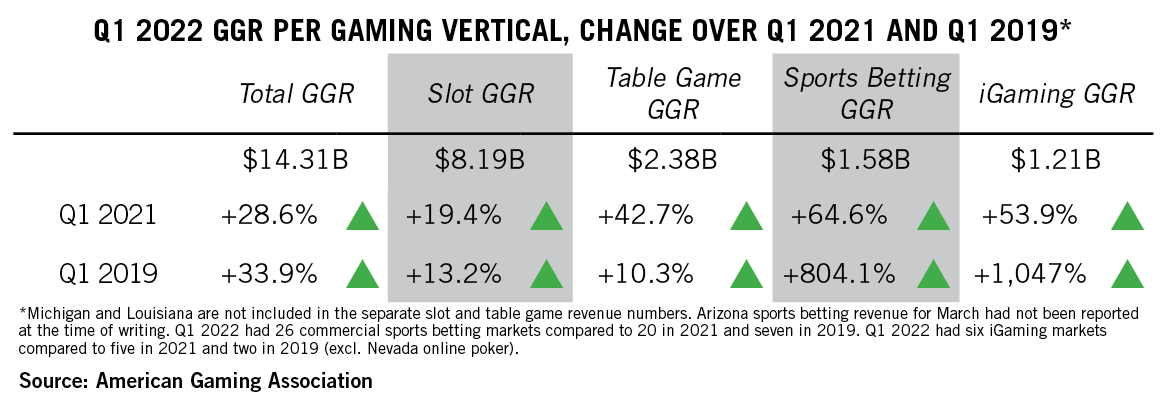 Q1 2022 GGR PER GAMING VERTICAL, CHANGE OVER Q1 2021 AND Q1 2019*
Total GGR Slot GGR Table Game GGR Sports Betting GGR iGaming GGR
$14.31B $8.19B $2.38B $1.58B $1.21B
Q1 2021 +28.6% +19.4% +42.7% +64.6% +53.9%
Q1 2019 +33.9% +13.2% +10.3% +804.1% +1,047%
*Michigan and Louisiana are not included in the separate slot and table game revenue numbers. Arizona sports betting revenue for March had not been reported
at the time of writing. Q1 2022 had 26 commercial sports betting markets compared to 20 in 2021 and seven in 2019. Q1 2022 had six iGaming markets
compared to five in 2021 and two in 2019 (excl. Nevada online poker).
Source: American Gaming Association